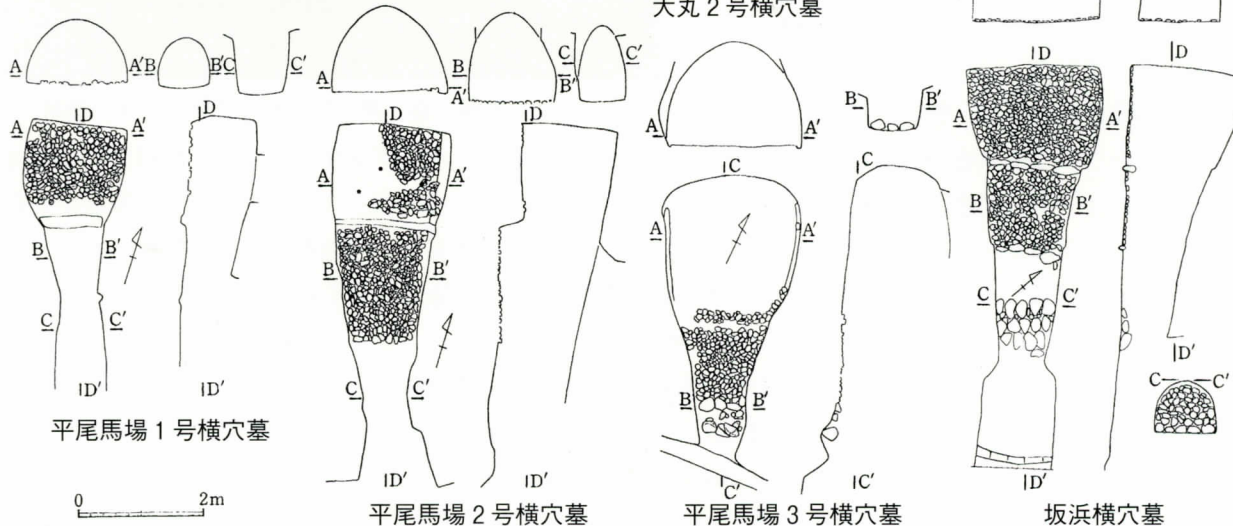 大丸2号横穴墓
A A' B B' C C'
A A' B B' C C'
A A'
B B'
D D
A A'
B B'
C C'
D' D'
平尾馬場1号横穴墓
0 2m
D D
A A'
B B'
C C'
D' D'
平尾馬場2号横穴墓
C C
A A'
B B'
C' C'
平尾馬場3号横穴墓
D D
A A'
B B'
C C'
C C'
D' D'
坂浜横穴墓